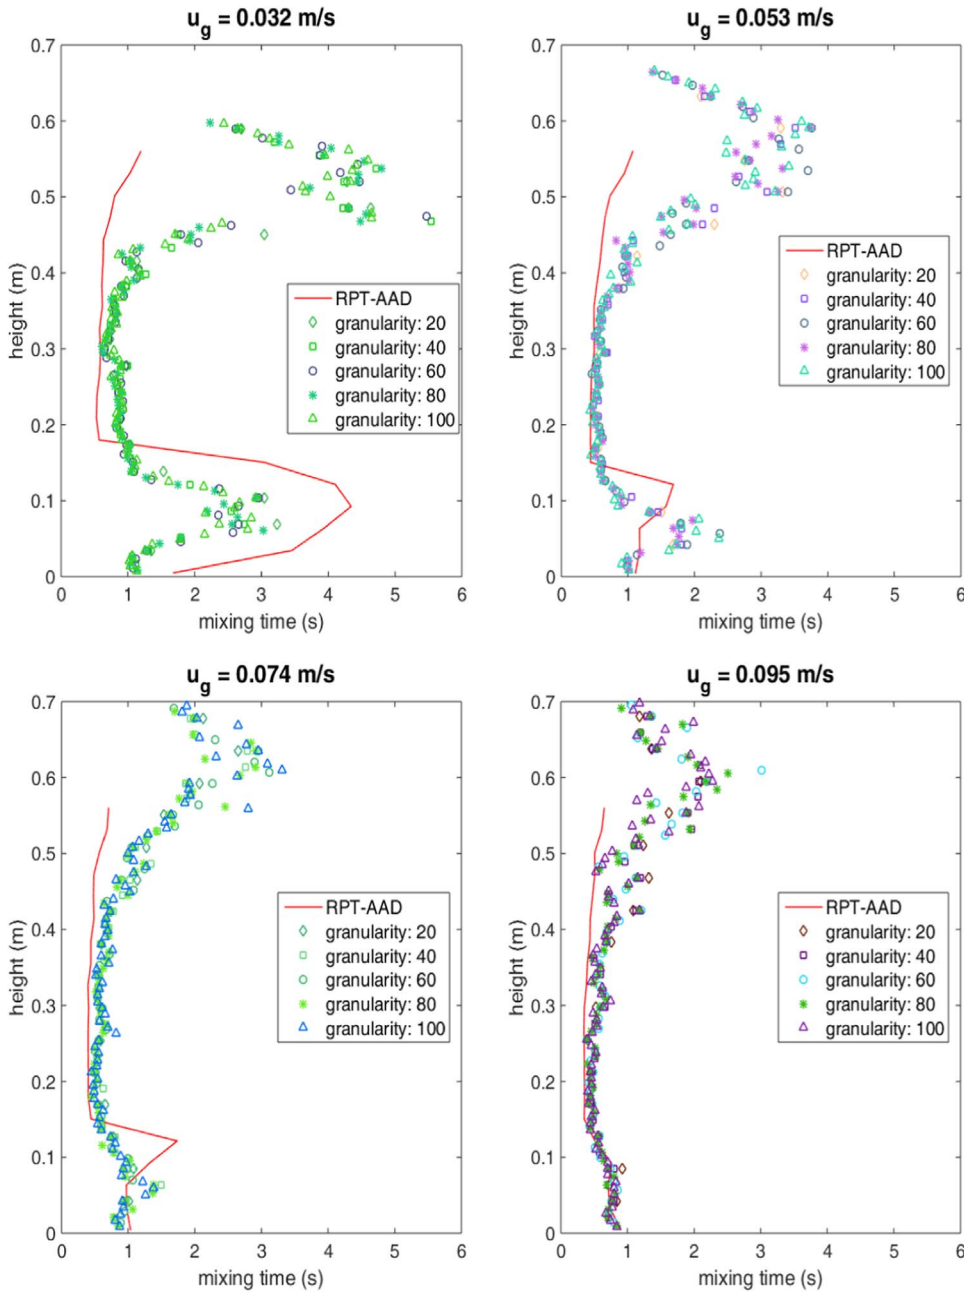 u_g = 0.032 m/s
0.7
0.6
0.5
0.4
0.3
0.2
0.1
0
height (m)
RPT-AAD
granularity: 20
granularity: 40
granularity: 60
granularity: 80
granularity: 100
0 1 2 3 4 5 6
mixing time (s)
u_g = 0.053 m/s
0.7
0.6
0.5
0.4
0.3
0.2
0.1
0
height (m)
RPT-AAD
granularity: 20
granularity: 40
granularity: 60
granularity: 80
granularity: 100
0 1 2 3 4 5 6
mixing time (s)
u_g = 0.074 m/s
0.7
0.6
0.5
0.4
0.3
0.2
0.1
0
height (m)
RPT-AAD
granularity: 20
granularity: 40
granularity: 60
granularity: 80
granularity: 100
0 1 2 3 4 5 6
mixing time (s)
u_g = 0.095 m/s
0.7
0.6
0.5
0.4
0.3
0.2
0.1
0
height (m)
RPT-AAD
granularity: 20
granularity: 40
granularity: 60
granularity: 80
granularity: 100
0 1 2 3 4 5 6
mixing time (s)